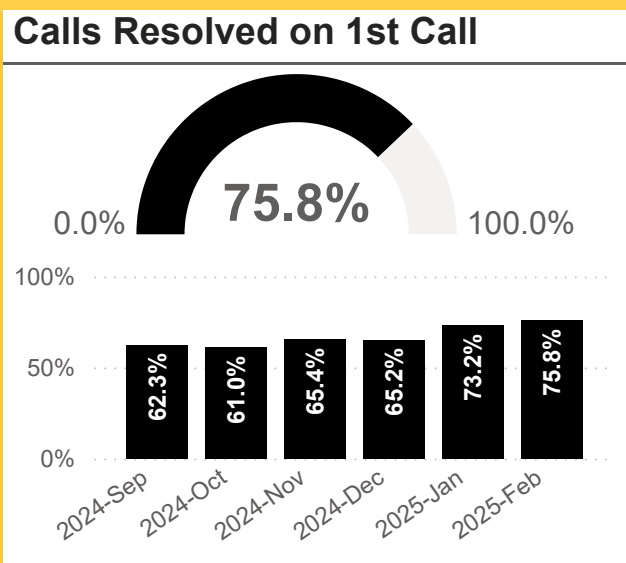 Calls Resolved on 1st Call
75.8%
0.0%
100.0%
100%
50%
0%
62.3%
61.0%
65.4%
65.2%
73.2%
75.8%
2024-Sep
2024-Oct
2024-Nov
2024-Dec
2025-Jan
2025-Feb